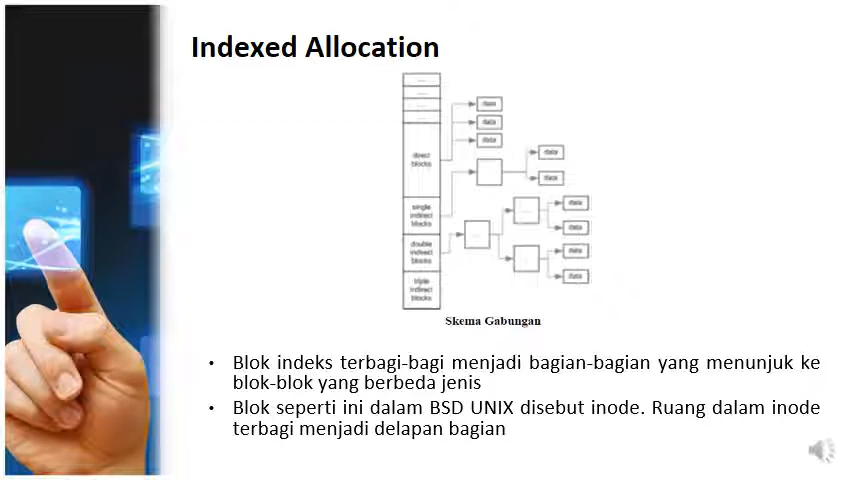 Indexed Allocation
data
data
data
direct
blocks
data
data
single
indirect
blocks
data
data
double
indirect
blocks
data
data
triple
indirect
blocks
Skema Gabungan
• Blok indeks terbagi-bagi menjadi bagian-bagian yang menunjuk ke
blok-blok yang berbeda jenis
• Blok seperti ini dalam BSD UNIX disebut inode. Ruang dalam inode
terbagi menjadi delapan bagian